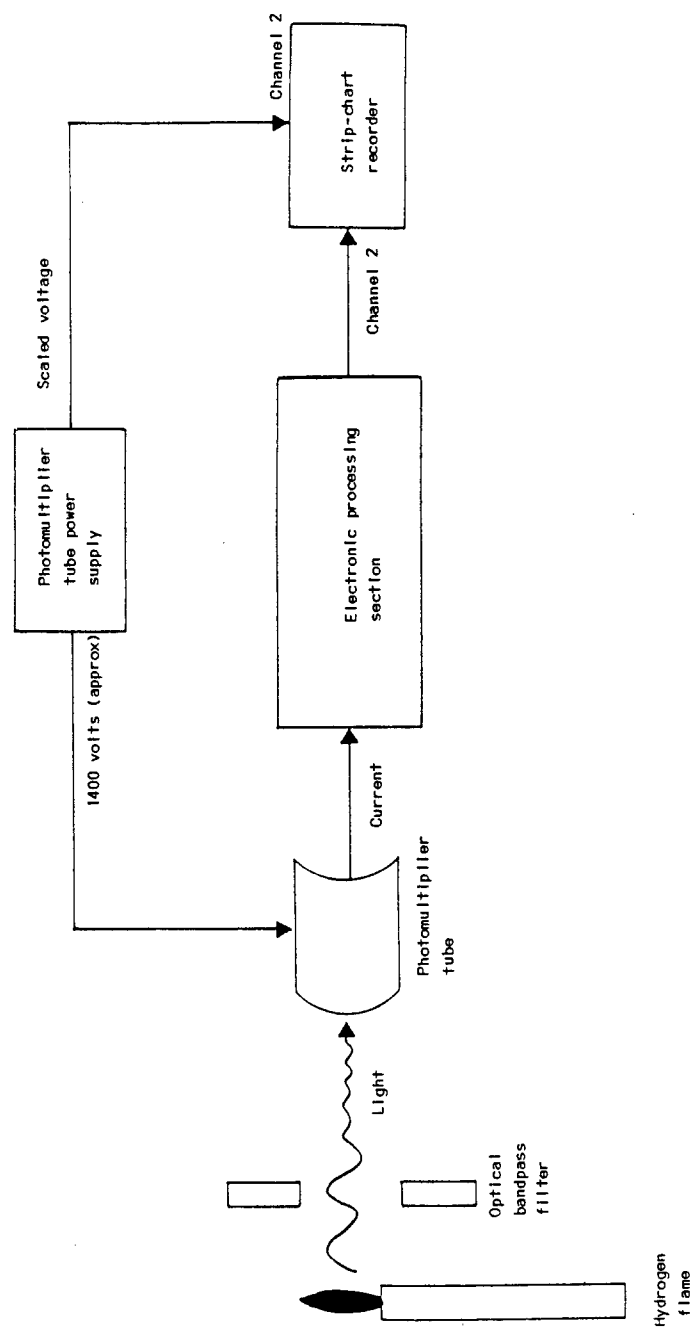 Hydrogen
flame
Optical
bandpass
filter
Light
Photomultiplier
tube
Current
1400 volts (approx)
Photomultiplier
tube power
supply
Scaled voltage
Electronic processing
section
Channel 2
Channel 2
Strip-chart
recorder